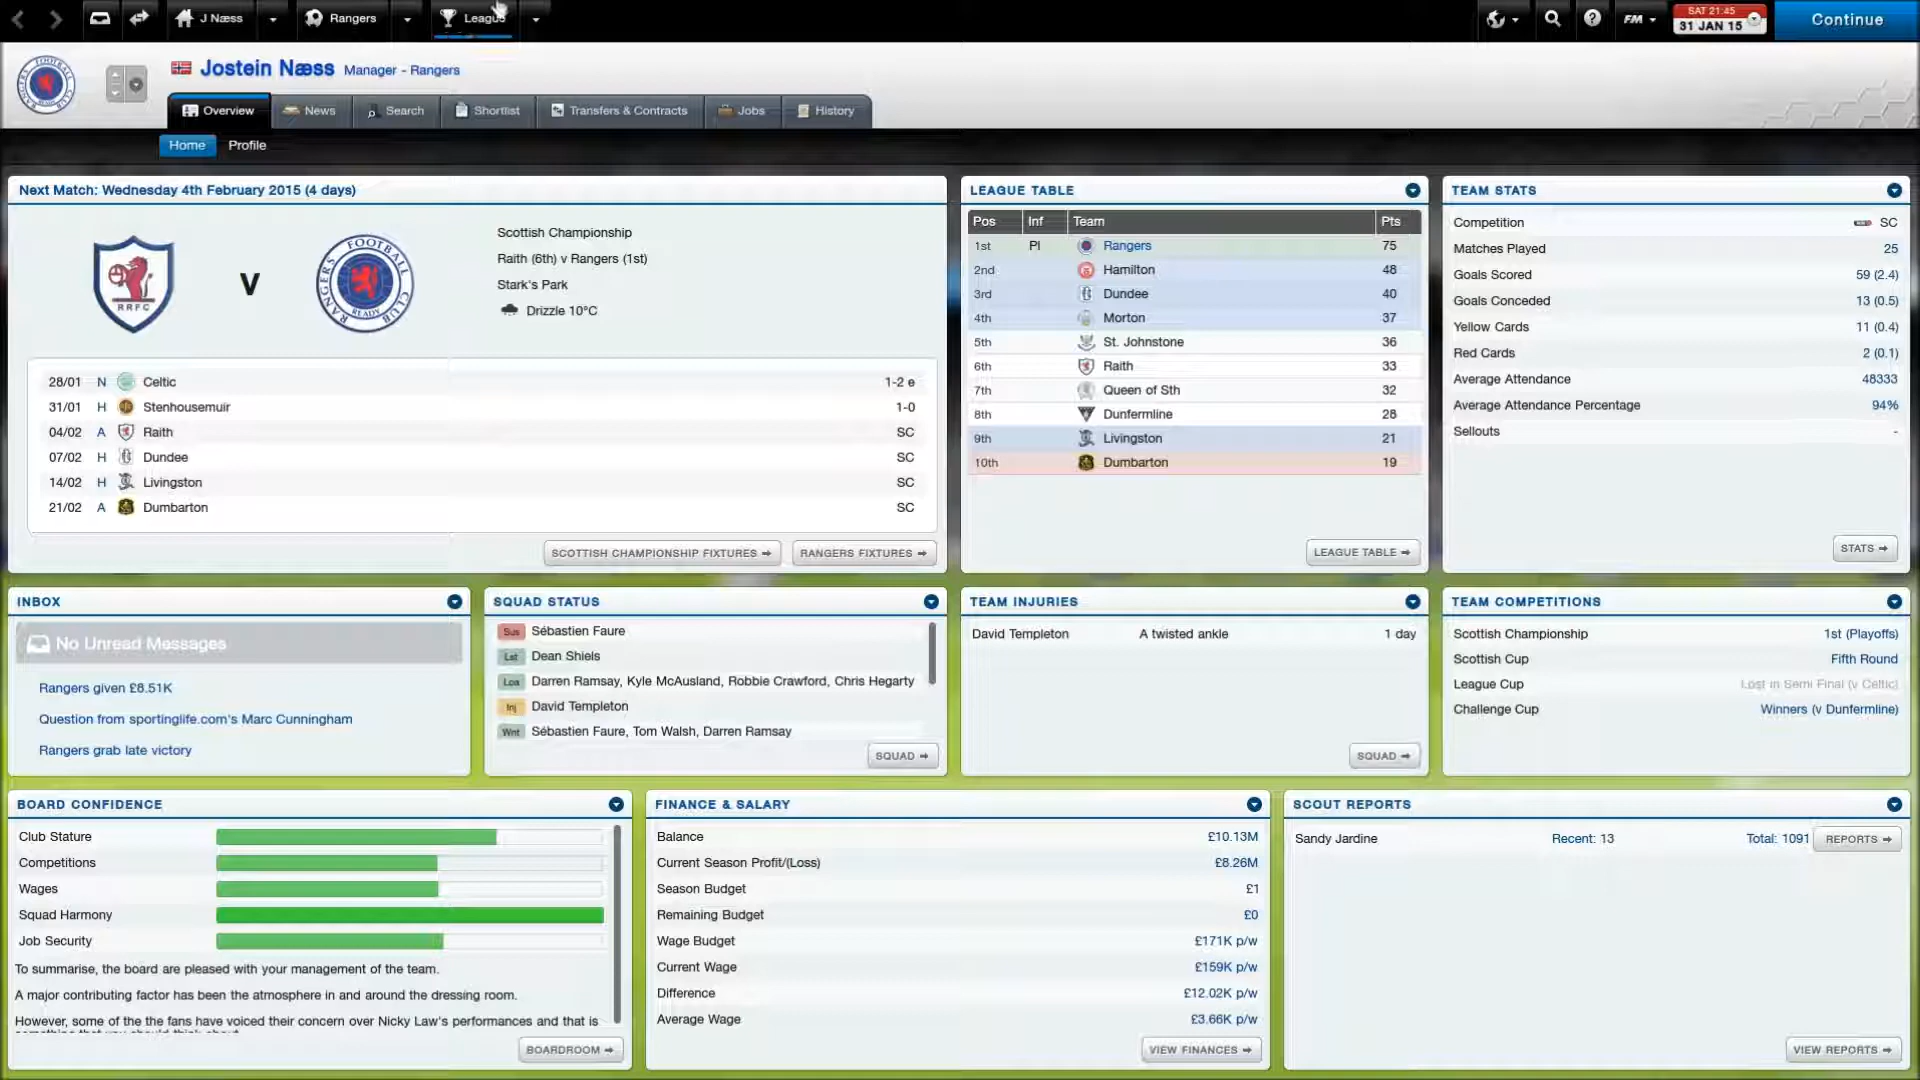 J Næss
Rangers
League
FM
SAT 21:45
31 JAN 15
Continue
Jostein Næss Manager - Rangers
Overview
News
Search
Shortlist
Transfers & Contracts
Jobs
History
Home
Profile
Next Match: Wednesday 4th February 2015 (4 days)
RRFC
V
RANGERS FOOTBALL CLUB
READY
Scottish Championship
Raith (6th) v Rangers (1st)
Stark's Park
Drizzle 10°C
28/01 N Celtic 1-2 e
31/01 H Stenhousemuir 1-0
04/02 A Raith SC
07/02 H Dundee SC
14/02 H Livingston SC
21/02 A Dumbarton SC
SCOTTISH CHAMPIONSHIP FIXTURES
RANGERS FIXTURES
LEAGUE TABLE
Pos Inf Team Pts
1st Pl Rangers 75
2nd Hamilton 48
3rd Dundee 40
4th Morton 37
5th St. Johnstone 36
6th Raith 33
7th Queen of Sth 32
8th Dunfermline 28
9th Livingston 21
10th Dumbarton 19
LEAGUE TABLE
TEAM STATS
Competition SC
Matches Played 25
Goals Scored 59 (2.4)
Goals Conceded 13 (0.5)
Yellow Cards 11 (0.4)
Red Cards 2 (0.1)
Average Attendance 48333
Average Attendance Percentage 94%
Sellouts -
STATS
INBOX
No Unread Messages
Rangers given £8.51K
Question from sportinglife.com's Marc Cunningham
Rangers grab late victory
SQUAD STATUS
Sus Sébastien Faure
Lst Dean Shiels
Loa Darren Ramsay, Kyle McAusland, Robbie Crawford, Chris Hegarty
Inj David Templeton
Wnt Sébastien Faure, Tom Walsh, Darren Ramsay
SQUAD
TEAM INJURIES
David Templeton A twisted ankle 1 day
SQUAD
TEAM COMPETITIONS
Scottish Championship 1st (Playoffs)
Scottish Cup Fifth Round
League Cup Lost in Semi Final (v Celtic)
Challenge Cup Winners (v Dunfermline)
BOARD CONFIDENCE
Club Stature
Competitions
Wages
Squad Harmony
Job Security
To summarise, the board are pleased with your management of the team.
A major contributing factor has been the atmosphere in and around the dressing room.
However, some of the the fans have voiced their concern over Nicky Law's performances and that is
BOARDROOM
FINANCE & SALARY
Balance £10.13M
Current Season Profit/(Loss) £8.26M
Season Budget £1
Remaining Budget £0
Wage Budget £171K p/w
Current Wage £159K p/w
Difference £12.02K p/w
Average Wage £3.66K p/w
VIEW FINANCES
SCOUT REPORTS
Sandy Jardine Recent: 13 Total: 1091 REPORTS
VIEW REPORTS